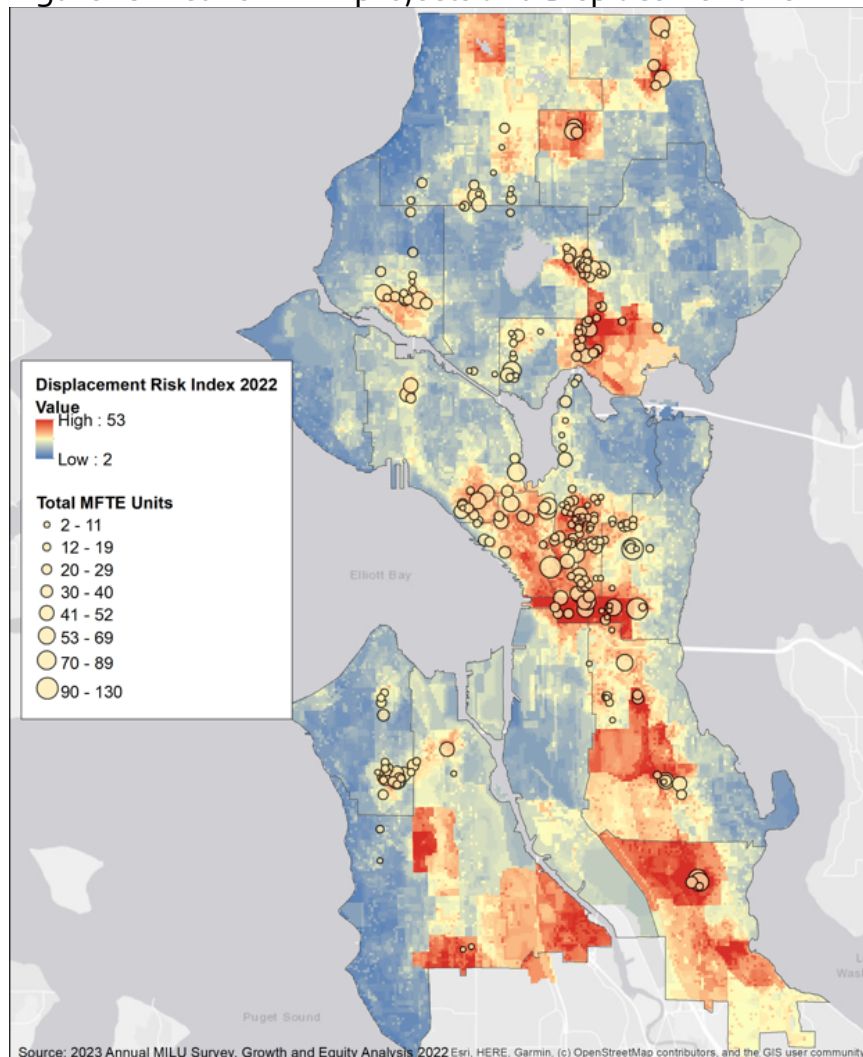 Displacement Risk Index 2022
Value
High : 53
Low : 2
Total MFTE Units
2 - 11
12 - 19
20 - 29
30 - 40
41 - 52
53 - 69
70 - 89
90 - 130
Elliott Bay
Puget Sound
Source: 2023 Annual MILU Survey, Growth and Equity Analysis 2022 Esri, HERE, Garmin, (c) OpenStreetMap contributors, and the GIS user